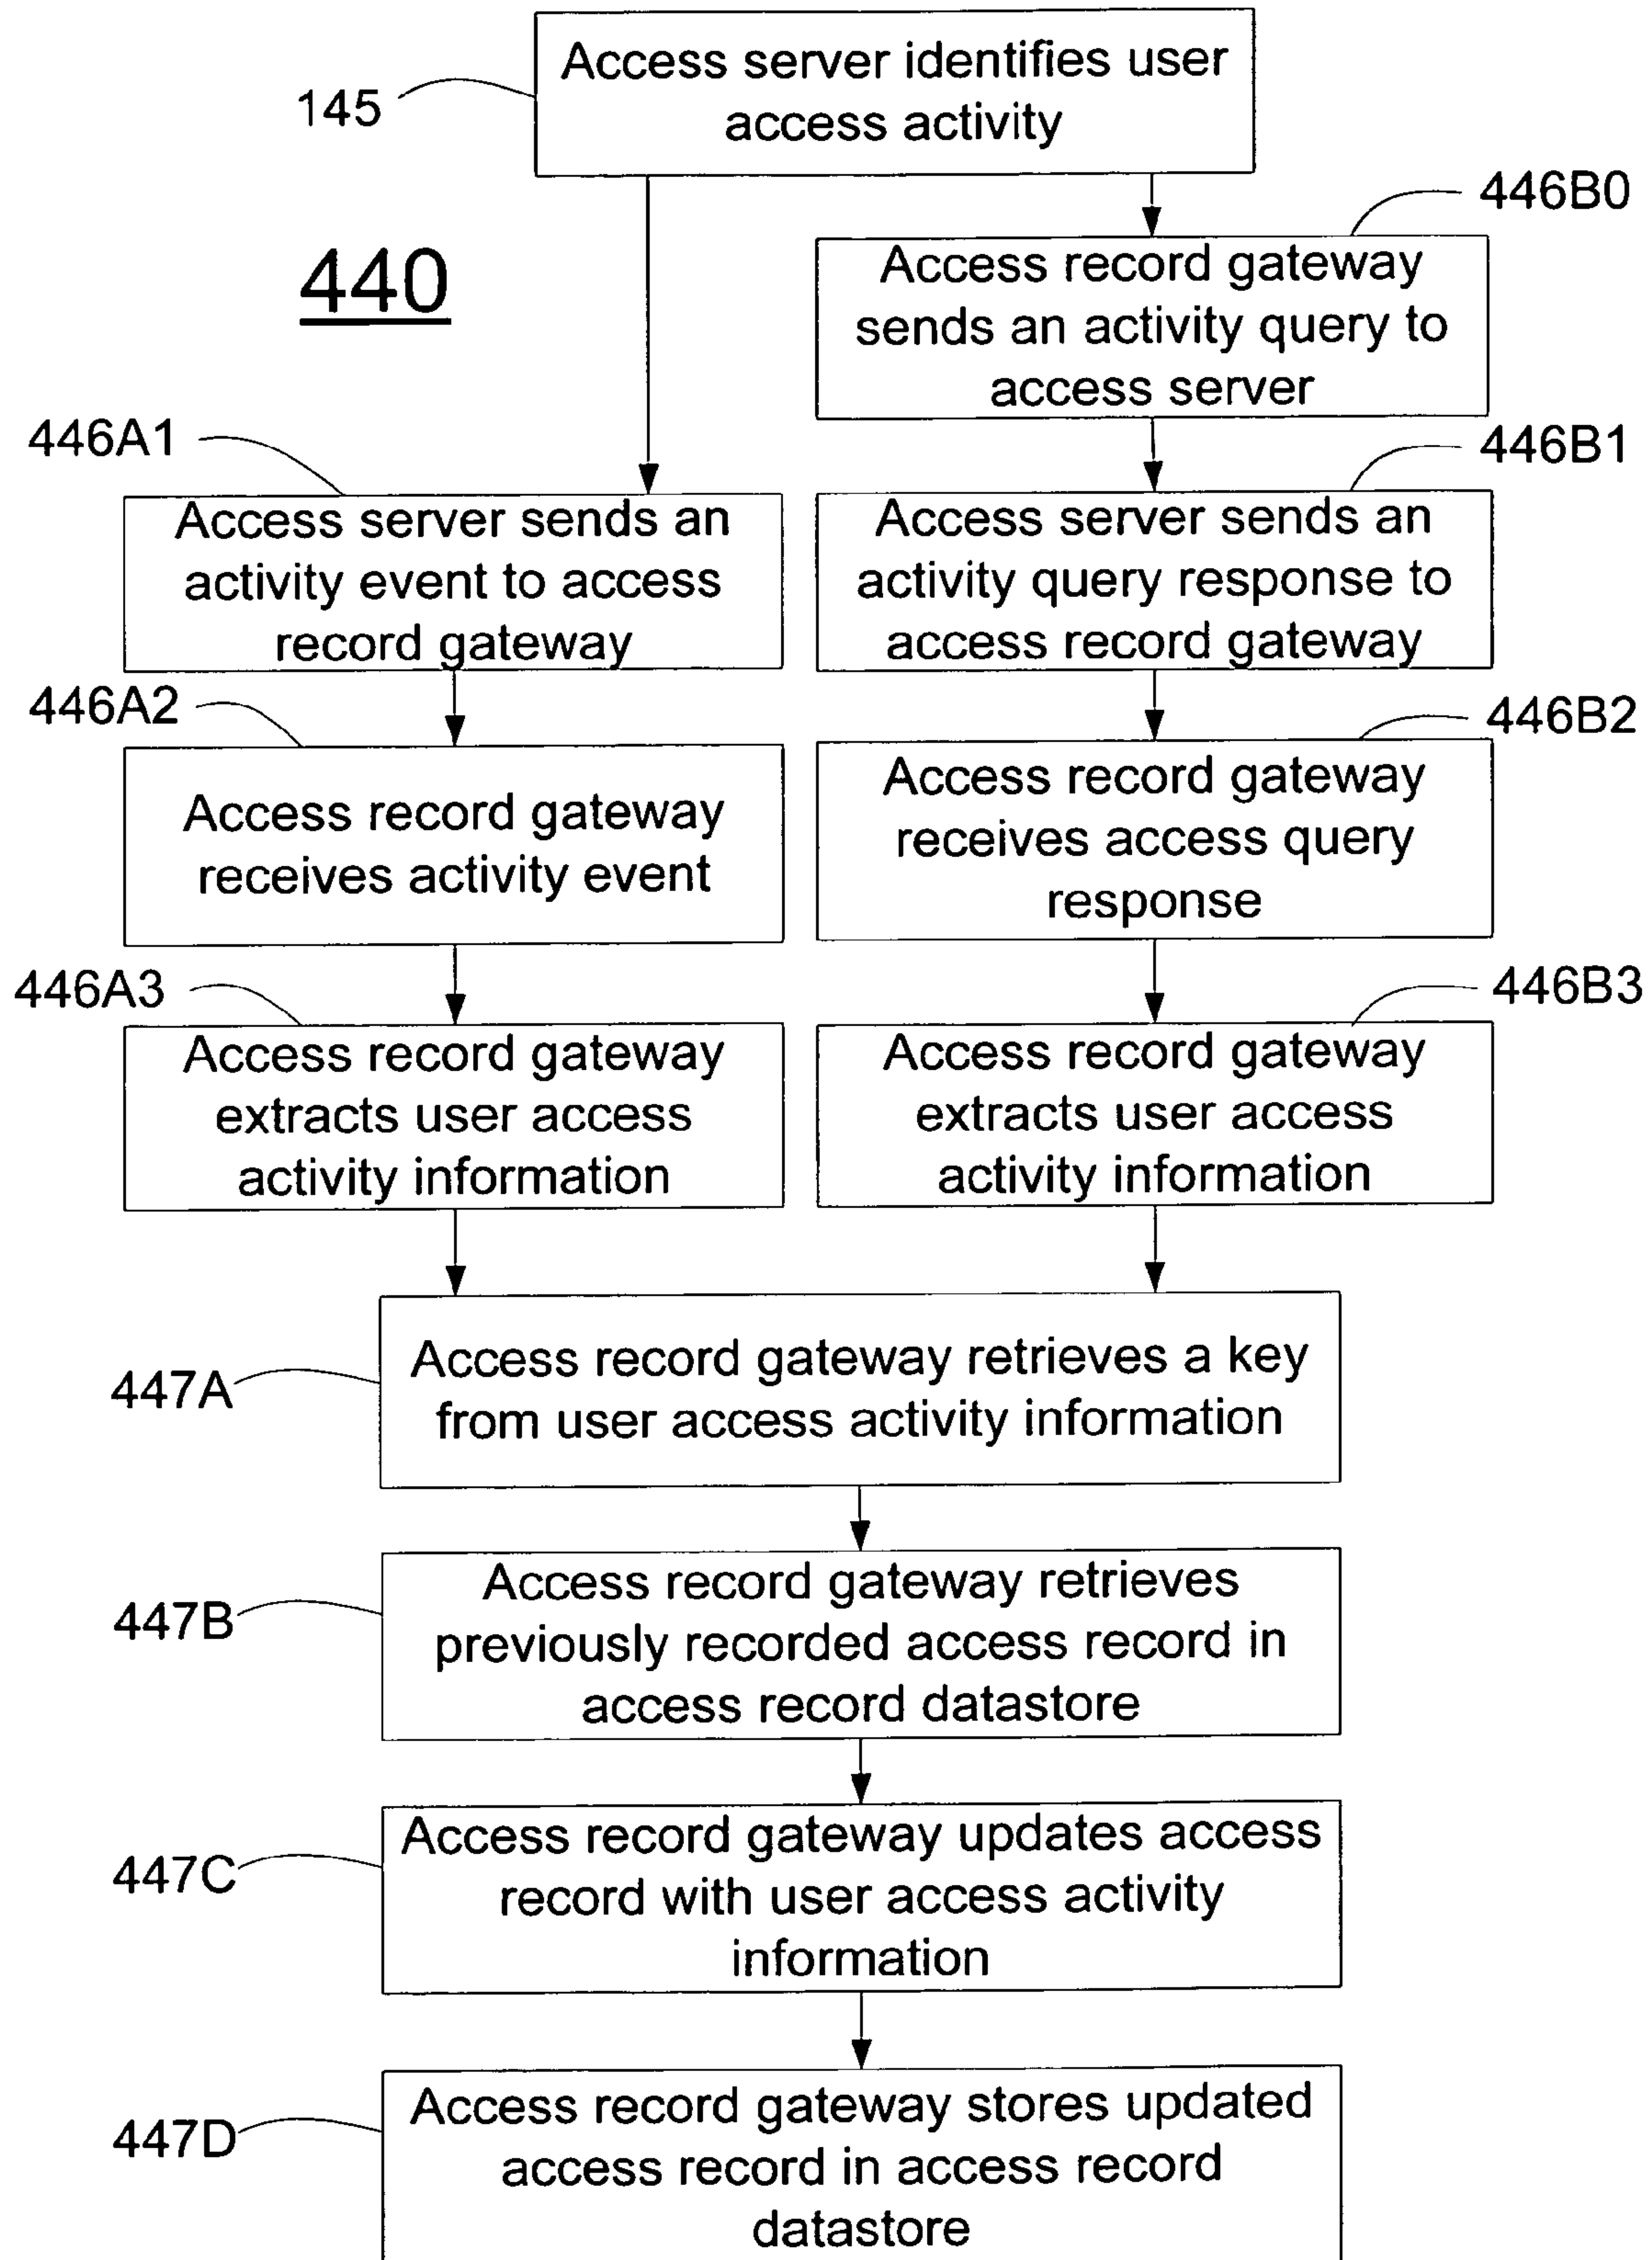 Access server identifies user
access activity
145
446B0
440
Access record gateway
sends an activity query to
access server
446A1
446B1
Access server sends an
activity event to access
record gateway
Access server sends an
activity query response to
access record gateway
446A2
446B2
Access record gateway
receives activity event
Access record gateway
receives access query
response
446A3
446B3
Access record gateway
extracts user access
activity information
Access record gateway
extracts user access
activity information
447A
Access record gateway retrieves a key
from user access activity information
447B
Access record gateway retrieves
previously recorded access record in
access record datastore
447C
Access record gateway updates access
record with user access activity
information
447D
Access record gateway stores updated
access record in access record
datastore